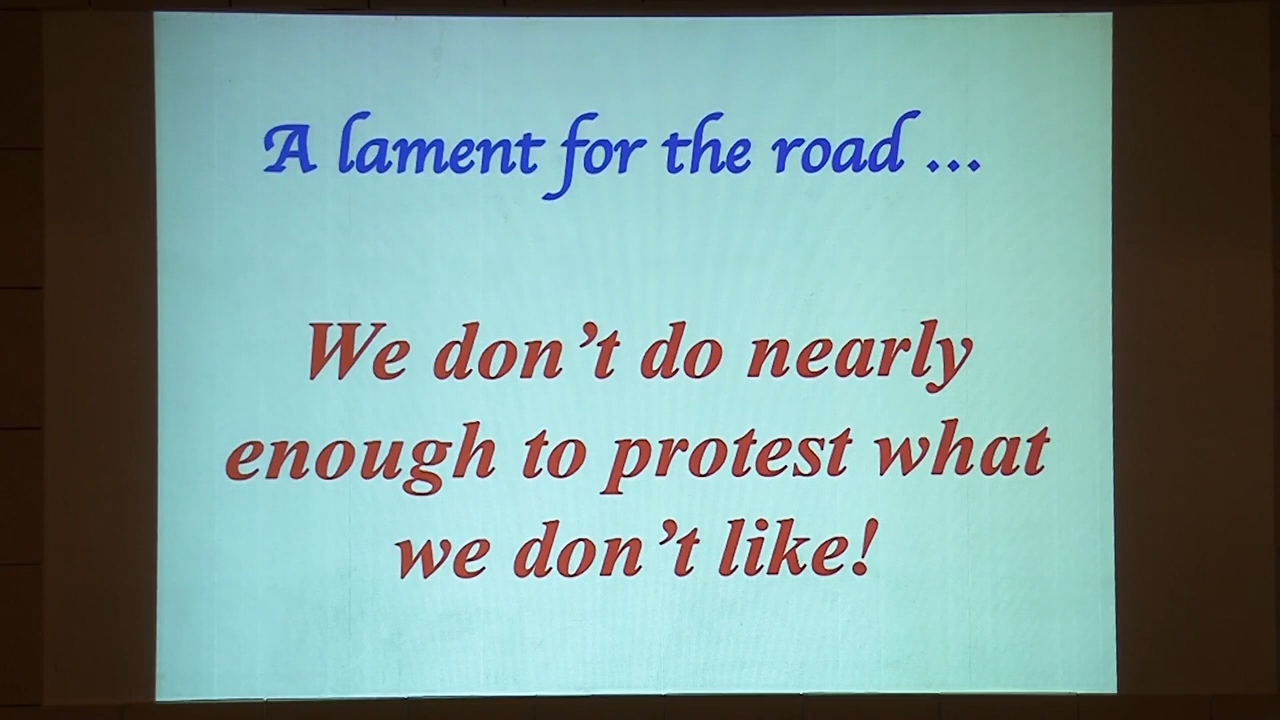 A lament for the road ...
We don’t do nearly
enough to protest what
we don’t like!